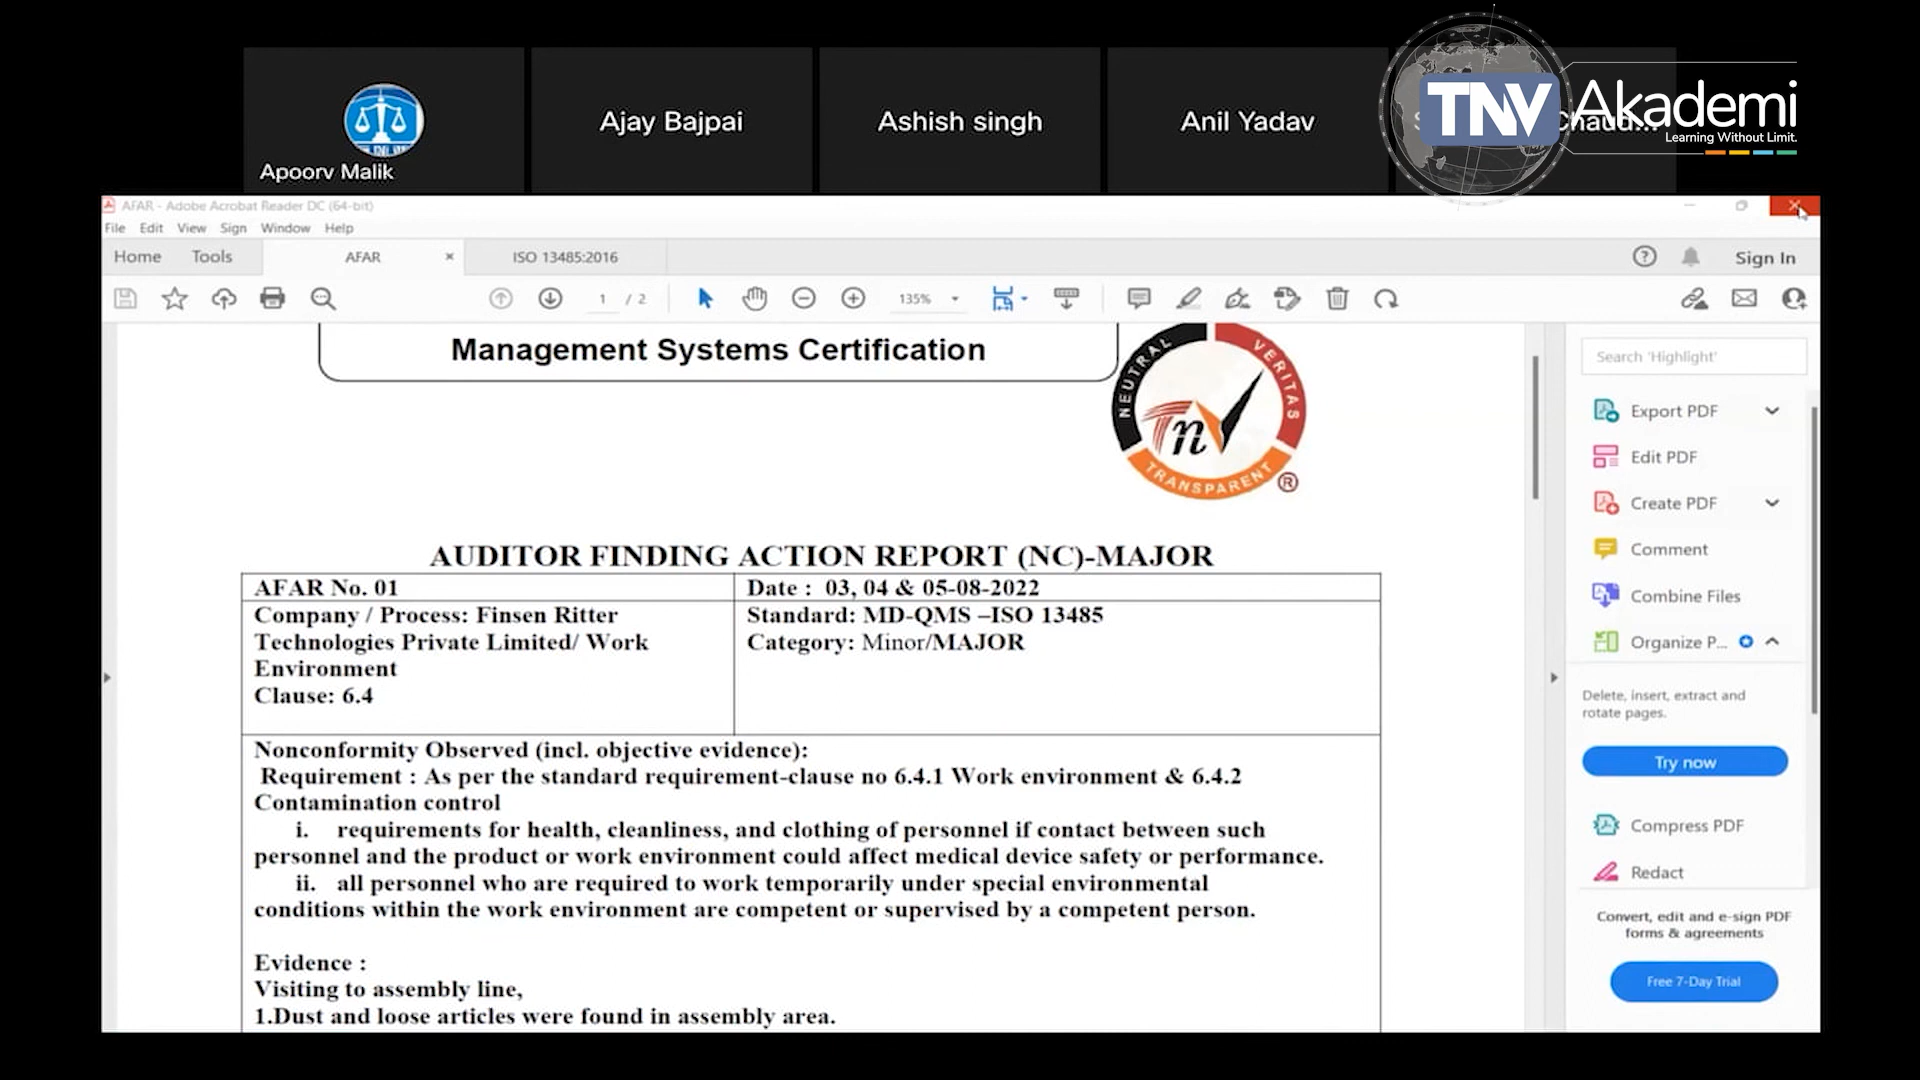 Apoorv Malik
Ajay Bajpai
Ashish singh
Anil Yadav
TNV Akademi
Learning Without Limit.
AFAR - Adobe Acrobat Reader DC (64-bit)
File Edit View Sign Window Help
Home Tools AFAR × ISO 13485:2016 Sign In
1 / 2 135%
Management Systems Certification
NEUTRAL VERITAS
TnV
TRANSPARENT ®
AUDITOR FINDING ACTION REPORT (NC)-MAJOR
AFAR No. 01
Date : 03, 04 & 05-08-2022
Company / Process: Finsen Ritter
Technologies Private Limited/ Work
Environment
Clause: 6.4
Standard: MD-QMS –ISO 13485
Category: Minor/MAJOR
Nonconformity Observed (incl. objective evidence):
Requirement : As per the standard requirement-clause no 6.4.1 Work environment & 6.4.2
Contamination control
i. requirements for health, cleanliness, and clothing of personnel if contact between such
personnel and the product or work environment could affect medical device safety or performance.
ii. all personnel who are required to work temporarily under special environmental
conditions within the work environment are competent or supervised by a competent person.
Evidence :
Visiting to assembly line,
1.Dust and loose articles were found in assembly area.
Search 'Highlight'
Export PDF
Edit PDF
Create PDF
Comment
Combine Files
Organize P...
Delete, insert, extract and
rotate pages.
Try now
Compress PDF
Redact
Convert, edit and e-sign PDF
forms & agreements
Free 7-Day Trial